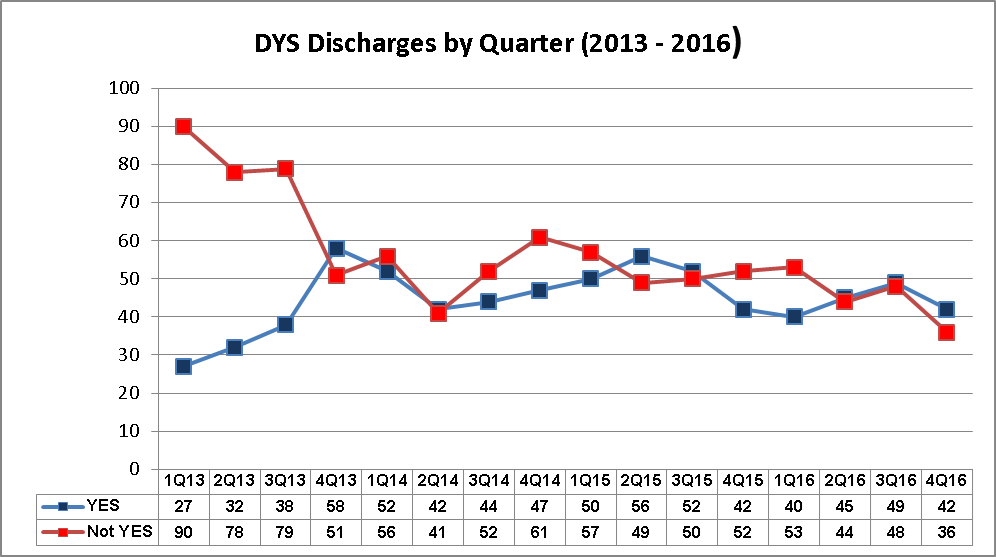 DYS Discharges by Quarter (2013 - 2016)
100
90
80
70
60
50
40
30
20
10
0
1Q13 2Q13 3Q13 4Q13 1Q14 2Q14 3Q14 4Q14 1Q15 2Q15 3Q15 4Q15 1Q16 2Q16 3Q16 4Q16
YES 27 32 38 58 52 42 44 47 50 56 52 42 40 45 49 42
Not YES 90 78 79 51 56 41 52 61 57 49 50 52 53 44 48 36